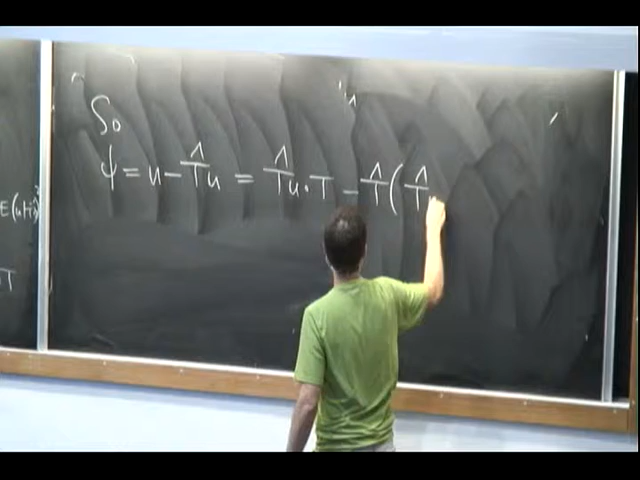 So
ψ = u - T̂u = T̂u·T - T̂(T̂